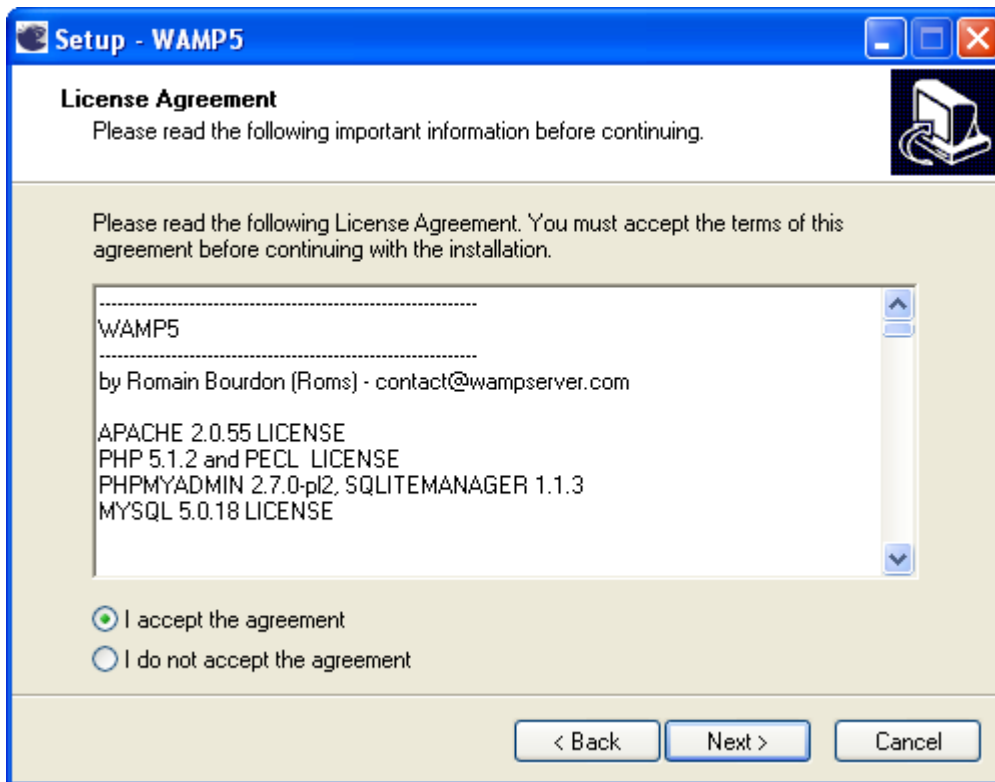 Setup - WAMP5
License Agreement
Please read the following important information before continuing.
Please read the following License Agreement. You must accept the terms of this
agreement before continuing with the installation.
---------------------------------------------------------------
WAMP5
---------------------------------------------------------------
by Romain Bourdon (Roms) - contact@wampserver.com
APACHE 2.0.55 LICENSE
PHP 5.1.2 and PECL  LICENSE
PHPMYADMIN 2.7.0-pl2, SQLITEMANAGER 1.1.3
MYSQL 5.0.18 LICENSE
I accept the agreement
I do not accept the agreement
< Back Next > Cancel